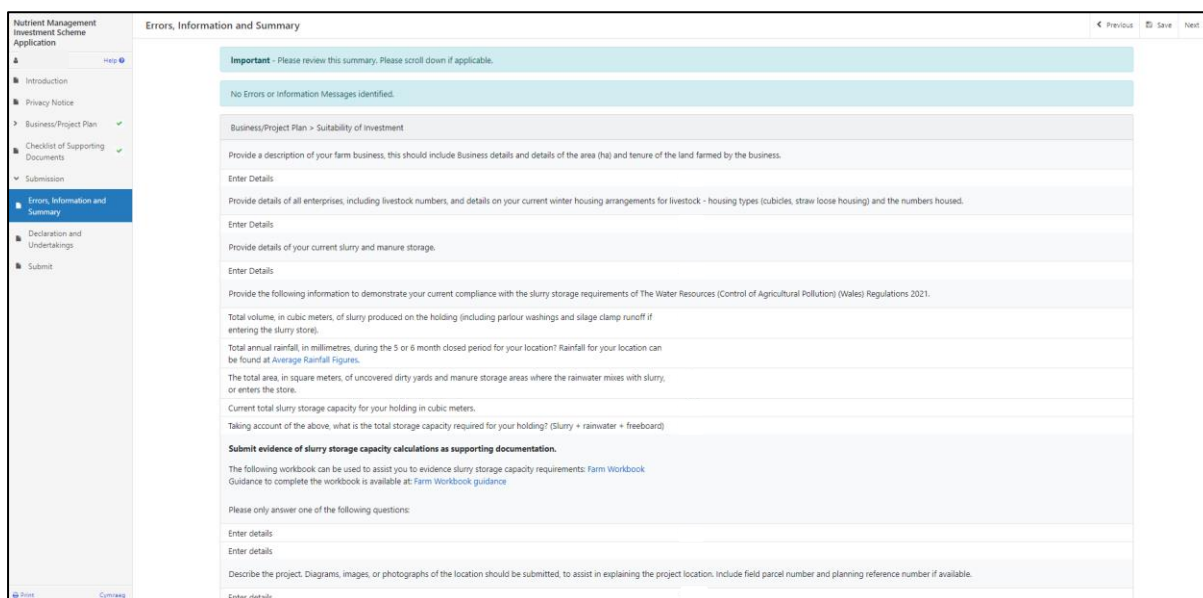 Nutrient Management
Investment Scheme
Application
Help
Introduction
Privacy Notice
Business/Project Plan
Checklist of Supporting
Documents
Submission
Errors, Information and
Summary
Declaration and
Undertakings
Submit
Print
Cymraeg
Errors, Information and Summary
Previous
Save
Next
Important - Please review this summary. Please scroll down if applicable.
No Errors or Information Messages identified.
Business/Project Plan > Suitability of Investment
Provide a description of your farm business, this should include Business details and details of the area (ha) and tenure of the land farmed by the business.
Enter Details
Provide details of all enterprises, including livestock numbers, and details on your current winter housing arrangements for livestock - housing types (cubicles, straw loose housing) and the numbers housed.
Enter Details
Provide details of your current slurry and manure storage.
Enter Details
Provide the following information to demonstrate your current compliance with the slurry storage requirements of The Water Resources (Control of Agricultural Pollution) (Wales) Regulations 2021.
Total volume, in cubic meters, of slurry produced on the holding (including parlour washings and silage clamp runoff if
entering the slurry store).
Total annual rainfall, in millimetres, during the 5 or 6 month closed period for your location? Rainfall for your location can
be found at Average Rainfall Figures.
The total area, in square meters, of uncovered dirty yards and manure storage areas where the rainwater mixes with slurry,
or enters the store.
Current total slurry storage capacity for your holding in cubic meters.
Taking account of the above, what is the total storage capacity required for your holding? (Slurry + rainwater + freeboard)
Submit evidence of slurry storage capacity calculations as supporting documentation.
The following workbook can be used to assist you to evidence slurry storage capacity requirements: Farm Workbook
Guidance to complete the workbook is available at: Farm Workbook guidance
Please only answer one of the following questions:
Enter details
Enter details
Describe the project. Diagrams, images, or photographs of the location should be submitted, to assist in explaining the project location. Include field parcel number and planning reference number if available.
Enter details